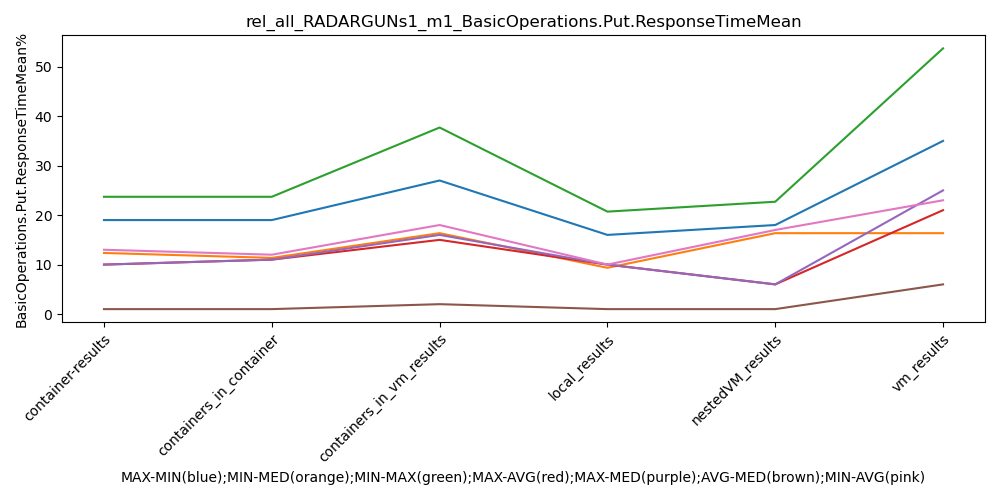 rel_all_RADARGUNs1_m1_BasicOperations.Put.ResponseTimeMean
BasicOperations.Put.ResponseTimeMean%
50
40
30
20
10
0
container-results
containers_in_container
containers_in_vm_results
local_results
nestedVM_results
vm_results
MAX-MIN(blue);MIN-MED(orange);MIN-MAX(green);MAX-AVG(red);MAX-MED(purple);AVG-MED(brown);MIN-AVG(pink)